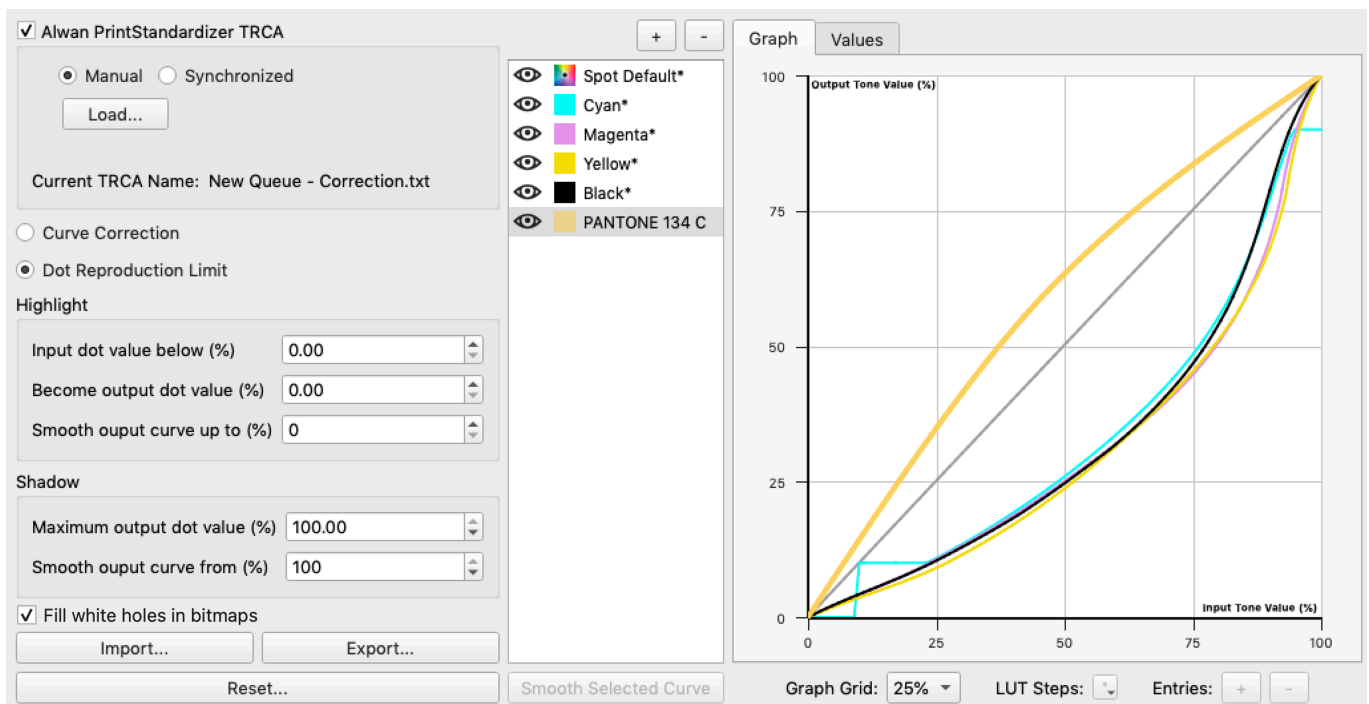 Alwan PrintStandardizer TRCA
Manual
Synchronized
Load...
Current TRCA Name: New Queue - Correction.txt
Curve Correction
Dot Reproduction Limit
Highlight
Input dot value below (%)
0.00
Become output dot value (%)
0.00
Smooth ouput curve up to (%)
0
Shadow
Maximum output dot value (%)
100.00
Smooth ouput curve from (%)
100
Fill white holes in bitmaps
Import...
Export...
Reset...
+
-
Spot Default*
Cyan*
Magenta*
Yellow*
Black*
PANTONE 134 C
Smooth Selected Curve
Graph
Values
Output Tone Value (%)
100
75
50
25
0
Input Tone Value (%)
0
25
50
75
100
Graph Grid:
25%
LUT Steps:
Entries:
+
-